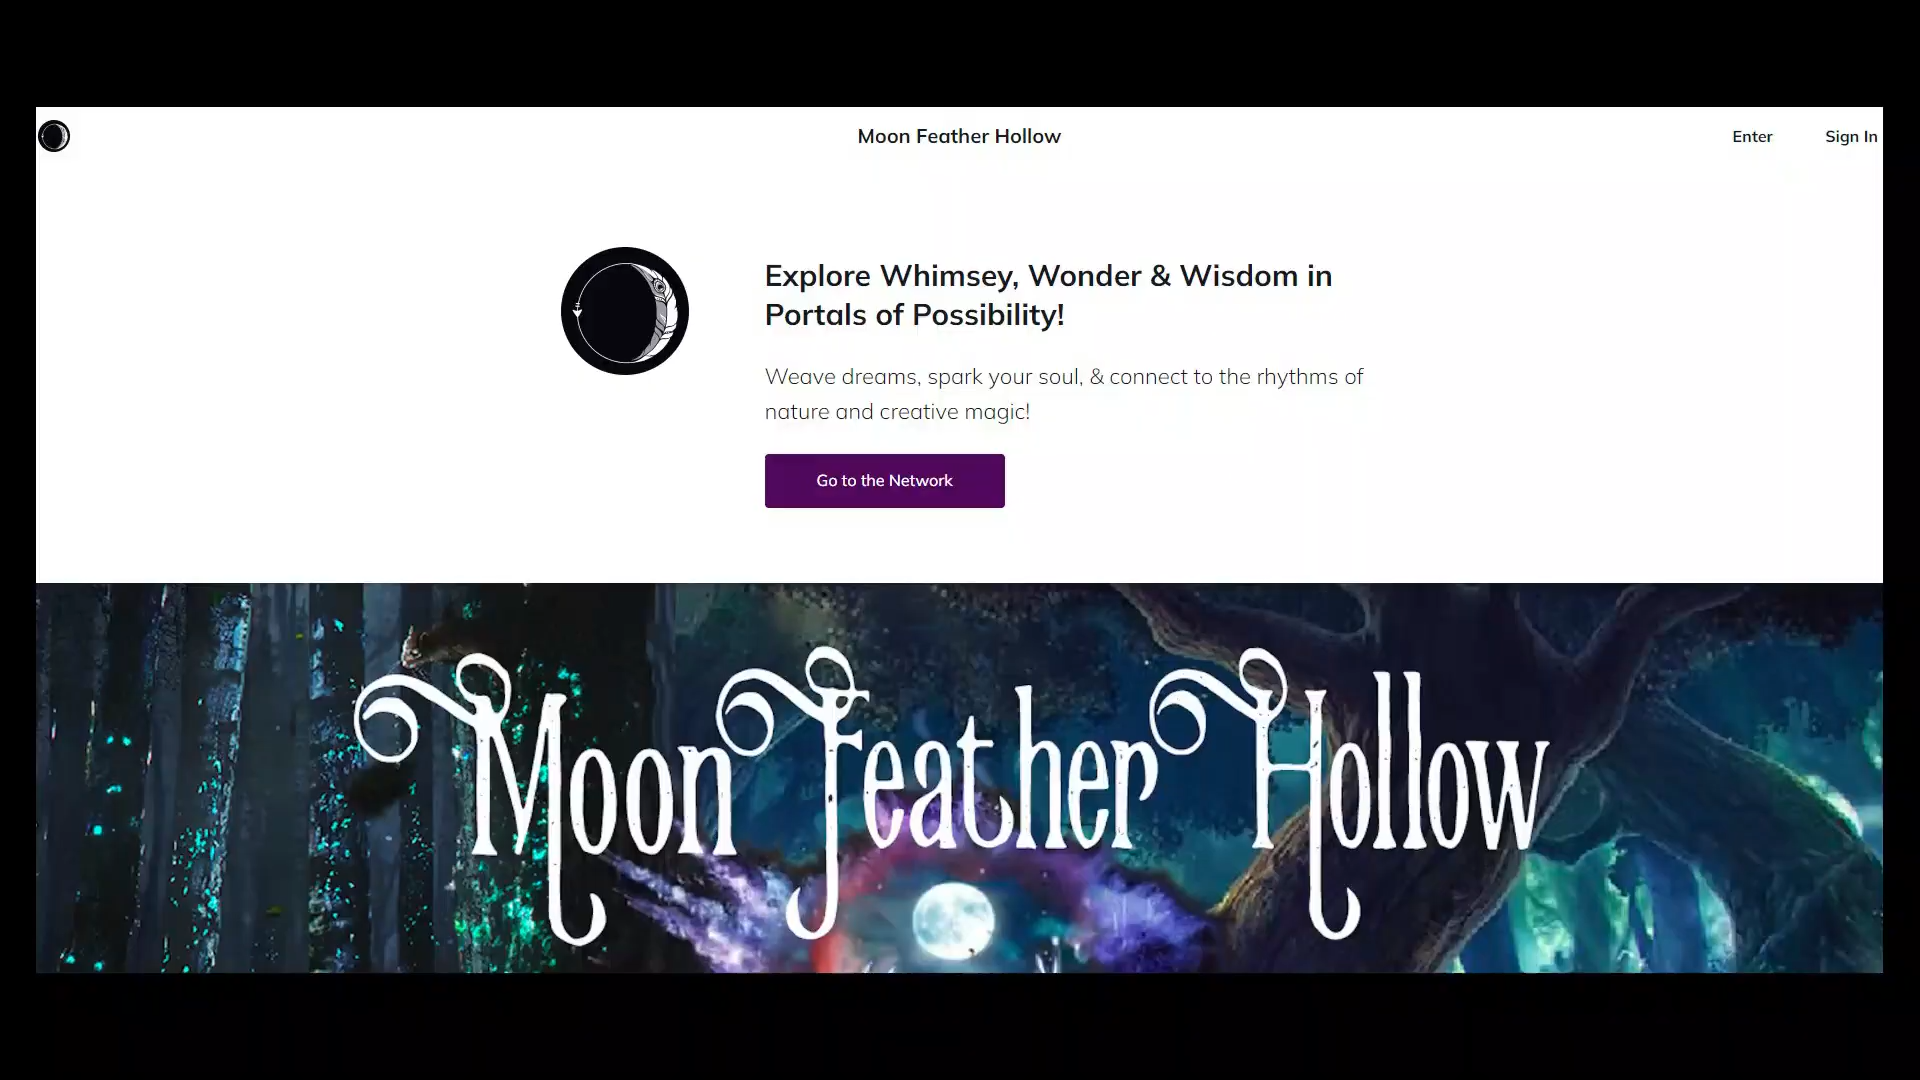 Moon Feather Hollow
Enter
Sign In
Explore Whimsey, Wonder & Wisdom in
Portals of Possibility!
Weave dreams, spark your soul, & connect to the rhythms of
nature and creative magic!
Go to the Network
Moon Feather Hollow